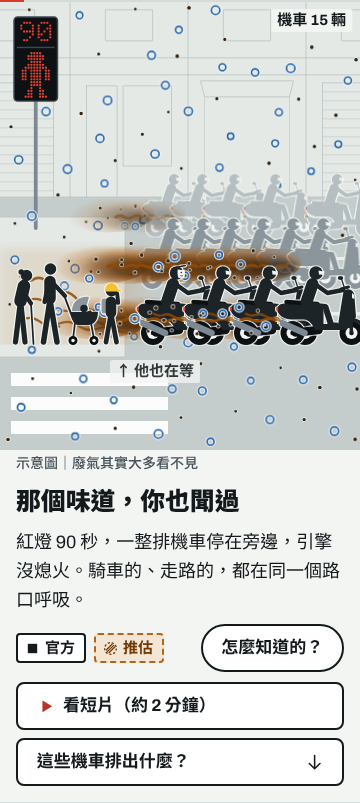 90
機車 15 輛
↑ 他也在等
示意圖｜廢氣其實大多看不見
那個味道，你也聞過
紅燈 90 秒，一整排機車停在旁邊，引擎
沒熄火。騎車的、走路的，都在同一個路
口呼吸。
官方
推估
怎麼知道的？
看短片（約 2 分鐘）
這些機車排出什麼？